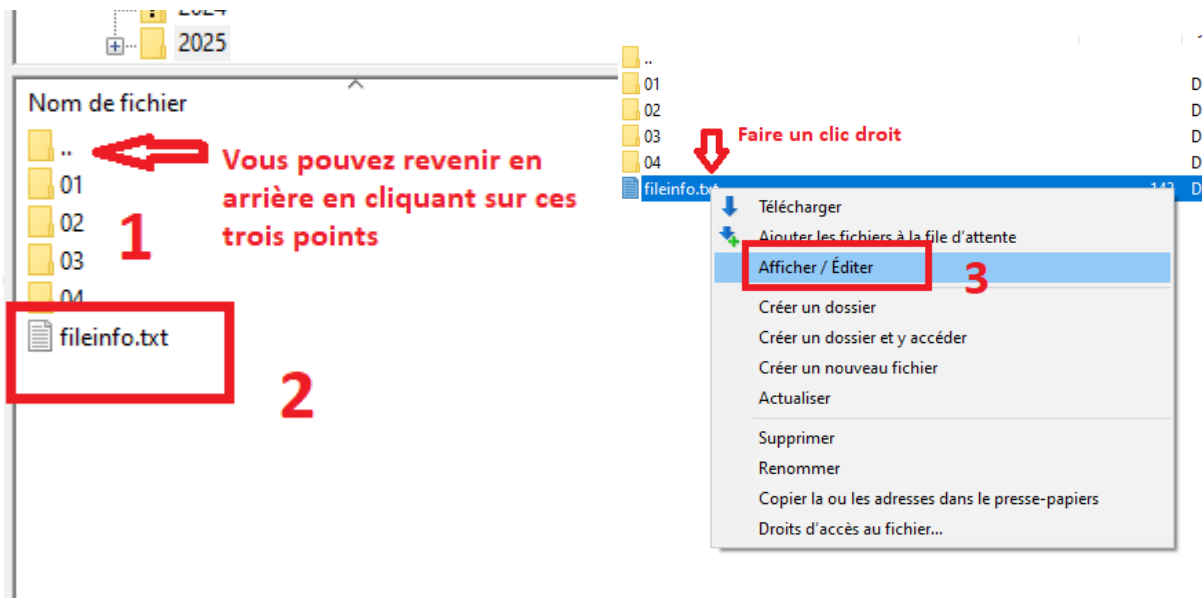 2024
2025
Nom de fichier
..
01
02
03
04
fileinfo.txt
Vous pouvez revenir en
arrière en cliquant sur ces
trois points
1
2
..
01
02
03
04
fileinfo.txt
D
D
D
D
D
Faire un clic droit
Télécharger
Ajouter les fichiers à la file d'attente
Afficher / Éditer
3
Créer un dossier
Créer un dossier et y accéder
Créer un nouveau fichier
Actualiser
Supprimer
Renommer
Copier la ou les adresses dans le presse-papiers
Droits d'accès au fichier...